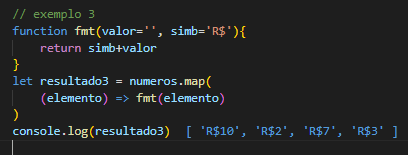 // exemplo 3
function fmt(valor='', simb='R$'){
    return simb+valor
}
let resultado3 = numeros.map(
    (elemento) => fmt(elemento)
)
console.log(resultado3)  [ 'R$10', 'R$2', 'R$7', 'R$3' ]